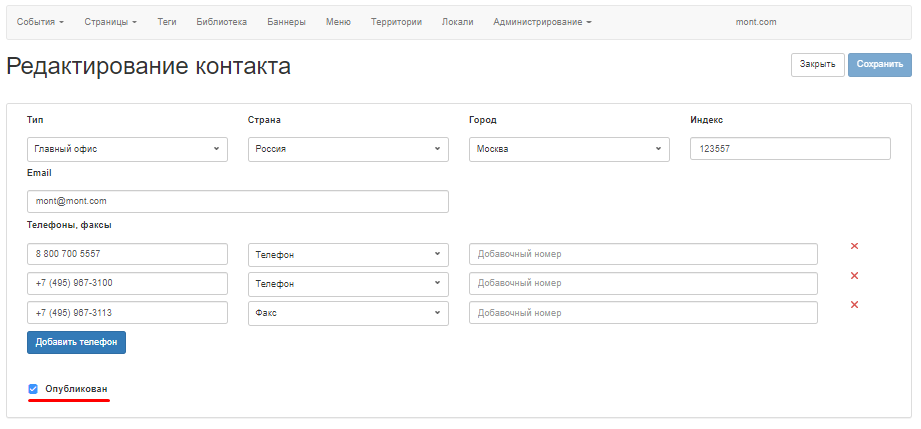 События Страницы Теги Библиотека Баннеры Меню Территории Локали Администрирование mont.com
Редактирование контакта Закрыть Сохранить
Тип Страна Город Индекс
Главный офис Россия Москва 123557
Email
mont@mont.com
Телефоны, факсы
8 800 700 5557 Телефон Добавочный номер
+7 (495) 967-3100 Телефон Добавочный номер
+7 (495) 967-3113 Факс Добавочный номер
Добавить телефон
Опубликован